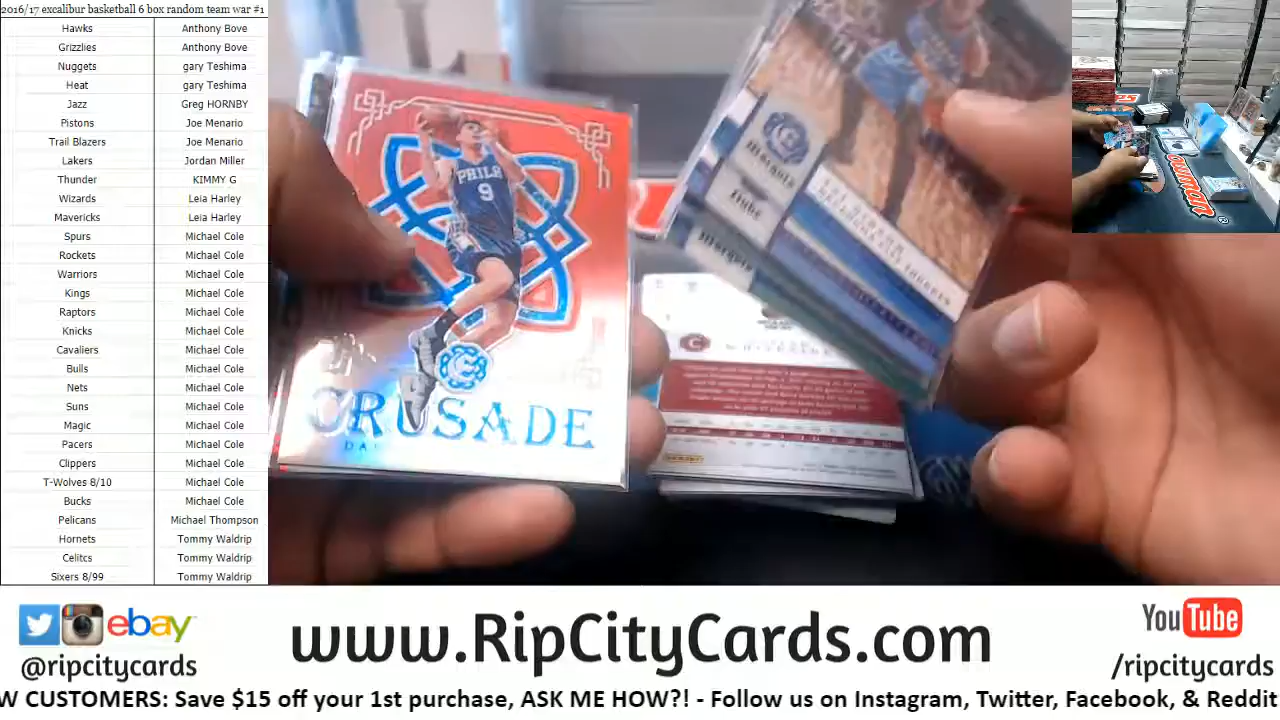 2016/17 excalibur basketball 6 box random team war #1
Hawks Anthony Bove
Grizzlies Anthony Bove
Nuggets gary Teshima
Heat gary Teshima
Jazz Greg HORNBY
Pistons Joe Menario
Trail Blazers Joe Menario
Lakers Jordan Miller
Thunder KIMMY G
Wizards Leia Harley
Mavericks Leia Harley
Spurs Michael Cole
Rockets Michael Cole
Warriors Michael Cole
Kings Michael Cole
Raptors Michael Cole
Knicks Michael Cole
Cavaliers Michael Cole
Bulls Michael Cole
Nets Michael Cole
Suns Michael Cole
Magic Michael Cole
Pacers Michael Cole
Clippers Michael Cole
T-Wolves 8/10 Michael Cole
Bucks Michael Cole
Pelicans Michael Thompson
Hornets Tommy Waldrip
Celitcs Tommy Waldrip
Sixers 8/99 Tommy Waldrip
PHILA
9
CRUSADE
Marquis
Duke
Marquis
C
ebay
@ripcitycards
www.RipCityCards.com
YouTube
/ripcitycards
W CUSTOMERS: Save $15 off your 1st purchase, ASK ME HOW?! - Follow us on Instagram, Twitter, Facebook, & Reddit